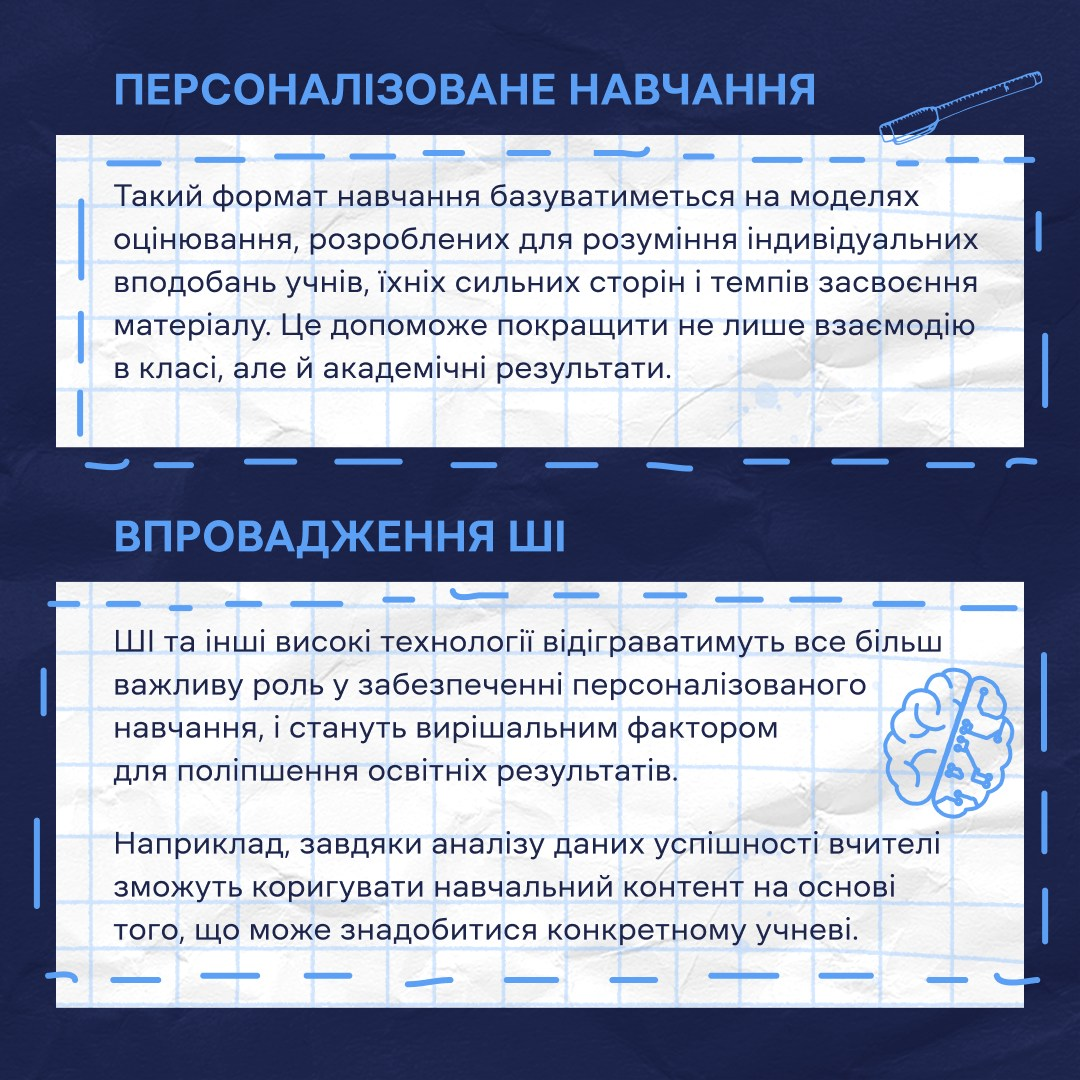 ПЕРСОНАЛІЗОВАНЕ НАВЧАННЯ
Такий формат навчання базуватиметься на моделях
оцінювання, розроблених для розуміння індивідуальних
вподобань учнів, їхніх сильних сторін і темпів засвоєння
матеріалу. Це допоможе покращити не лише взаємодію
в класі, але й академічні результати.
ВПРОВАДЖЕННЯ ШІ
ШІ та інші високі технології відіграватимуть все більш
важливу роль у забезпеченні персоналізованого
навчання, і стануть вирішальним фактором
для поліпшення освітніх результатів.
Наприклад, завдяки аналізу даних успішності вчителі
зможуть коригувати навчальний контент на основі
того, що може знадобитися конкретному учневі.